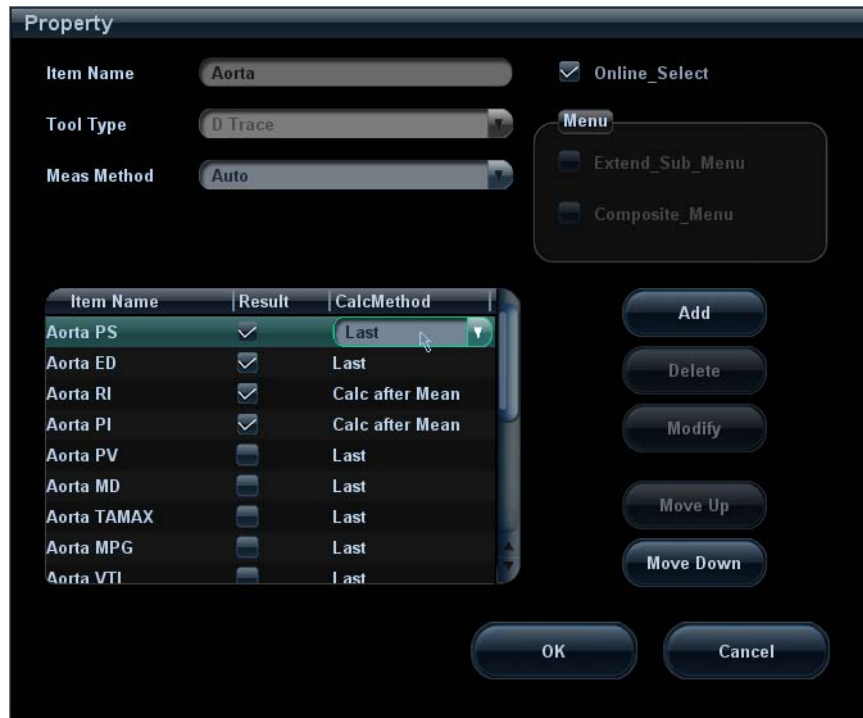 Property
Item Name Aorta Online_Select
Tool Type D Trace Menu
Extend_Sub_Menu
Meas Method Auto
Composite_Menu
Item Name Result CalcMethod
Aorta PS Last
Aorta ED Last
Aorta RI Calc after Mean
Aorta PI Calc after Mean
Aorta PV Last
Aorta MD Last
Aorta TAMAX Last
Aorta MPG Last
Aorta VTI Last
Add
Delete
Modify
Move Up
Move Down
OK Cancel